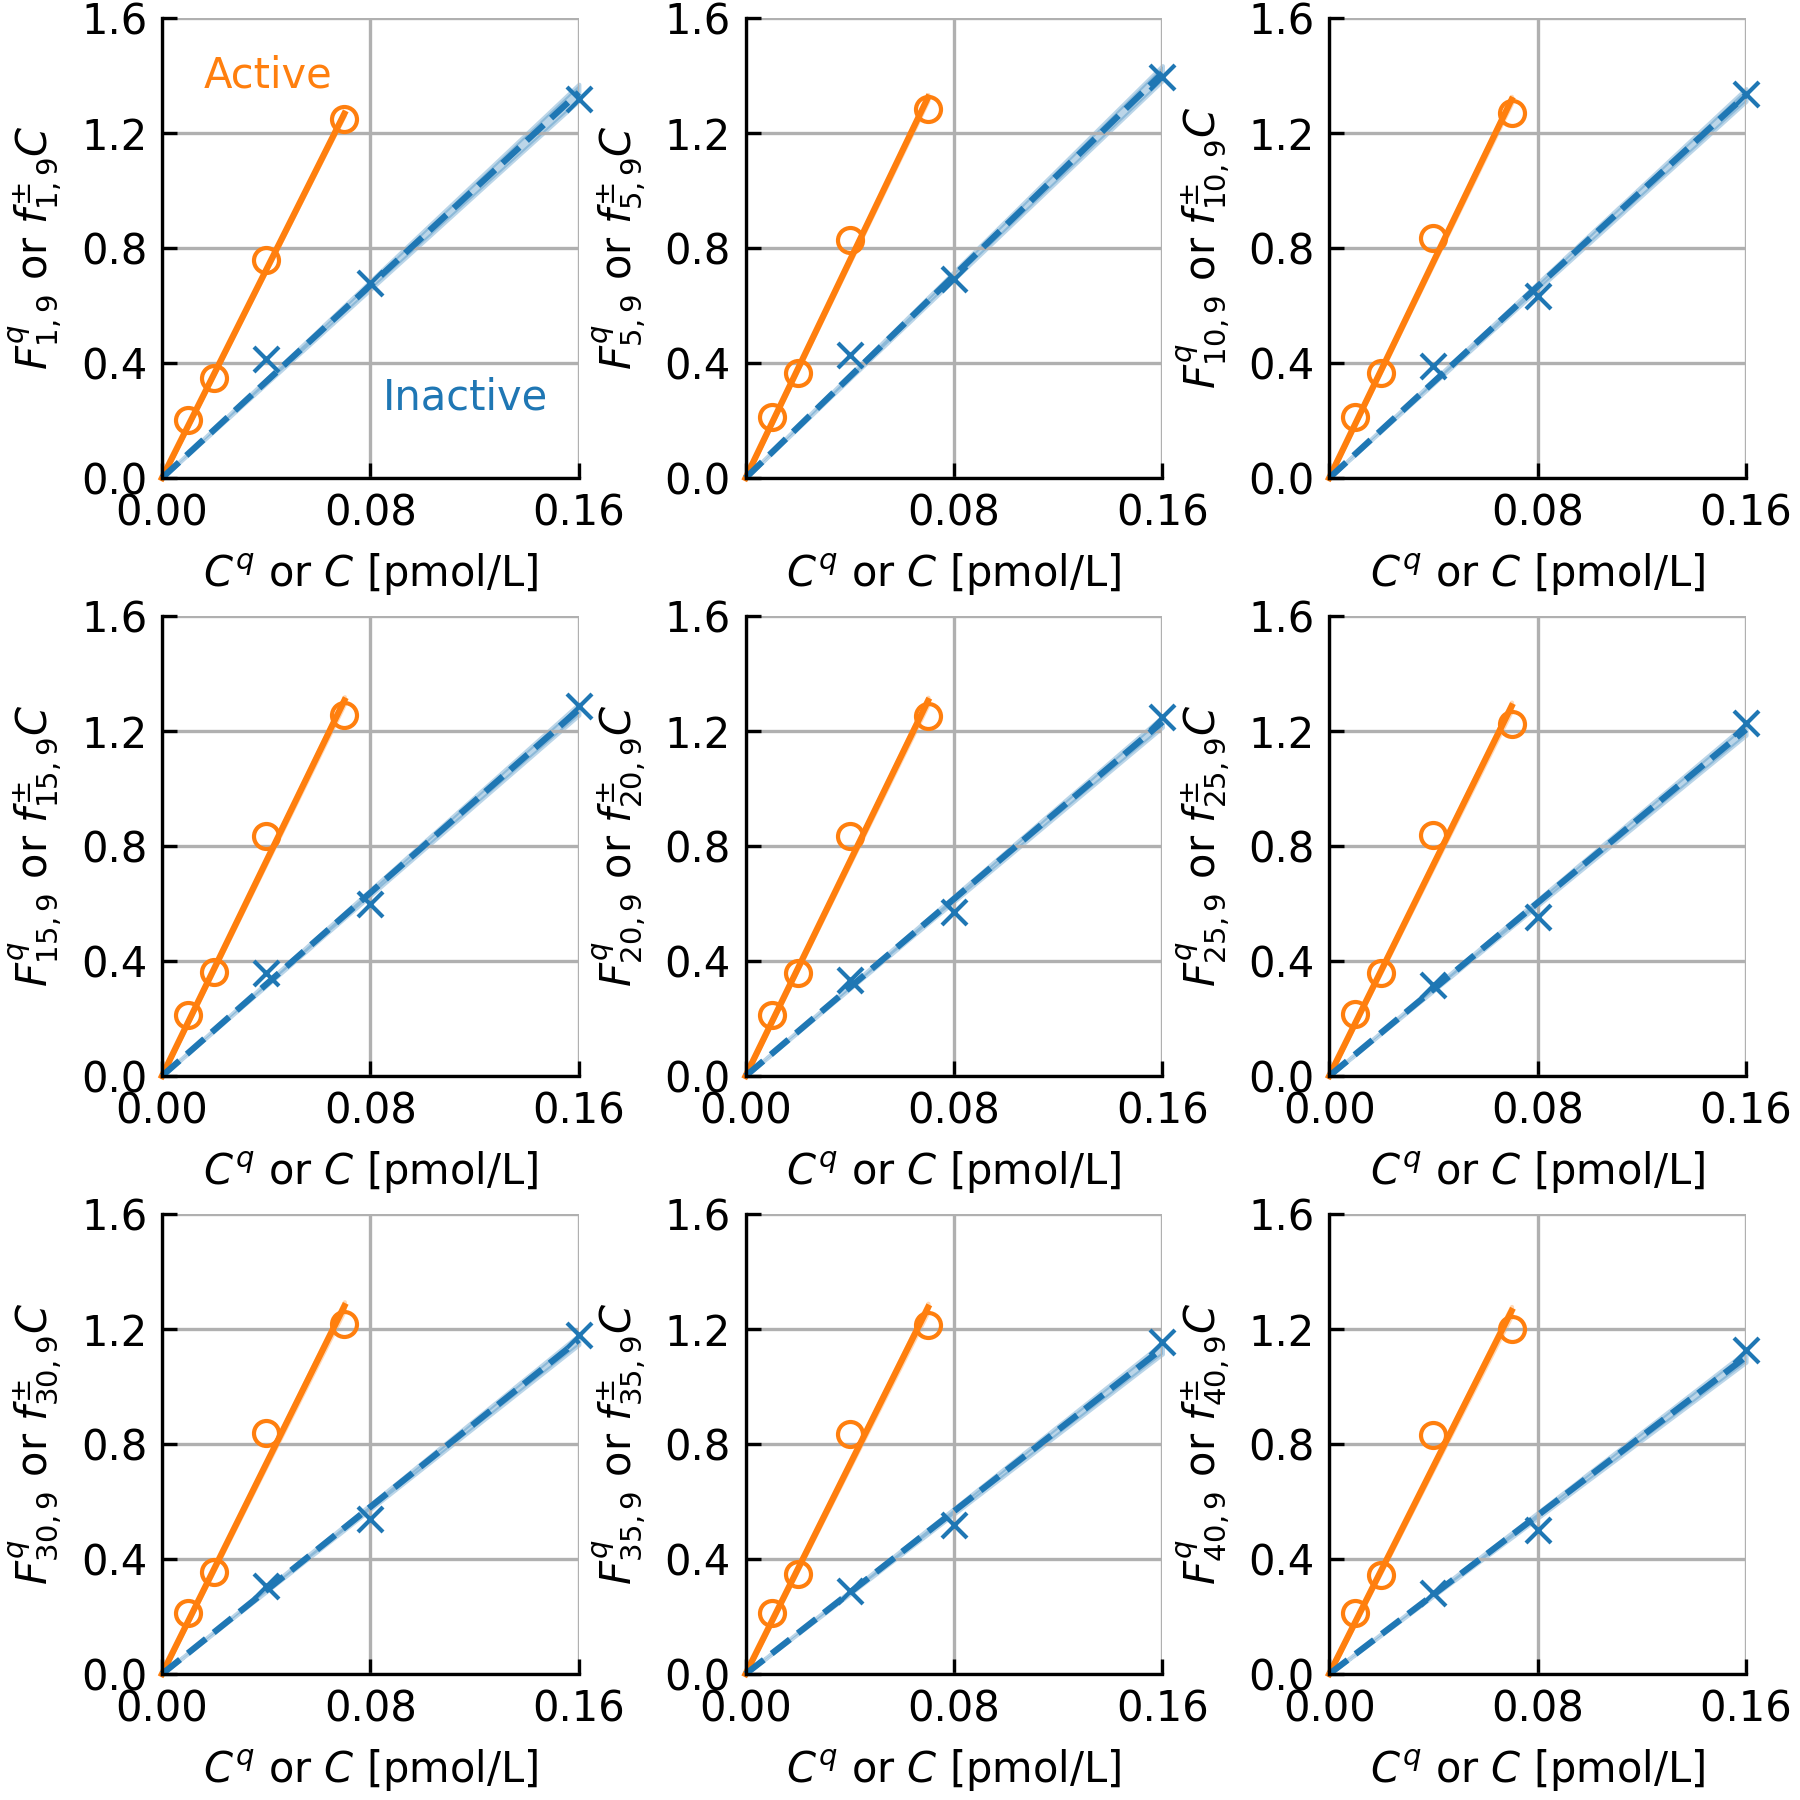 1.6 1.6 1.6
Active
1.2 1.2 1.2
0.8 0.8 0.8
0.4 0.4 0.4
Inactive
0.0 0.0 0.0
F^q_{1,9} or f^±_{1,9}C
F^q_{5,9} or f^±_{5,9}C
F^q_{10,9} or f^±_{10,9}C
0.00 0.08 0.16 0.08 0.16 0.08 0.16
C^q or C [pmol/L] C^q or C [pmol/L] C^q or C [pmol/L]
1.6 1.6 1.6
1.2 1.2 1.2
0.8 0.8 0.8
0.4 0.4 0.4
0.0 0.0 0.0
F^q_{15,9} or f^±_{15,9}C
F^q_{20,9} or f^±_{20,9}C
F^q_{25,9} or f^±_{25,9}C
0.00 0.08 0.16 0.00 0.08 0.16 0.00 0.08 0.16
C^q or C [pmol/L] C^q or C [pmol/L] C^q or C [pmol/L]
1.6 1.6 1.6
1.2 1.2 1.2
0.8 0.8 0.8
0.4 0.4 0.4
0.0 0.0 0.0
F^q_{30,9} or f^±_{30,9}C
F^q_{35,9} or f^±_{35,9}C
F^q_{40,9} or f^±_{40,9}C
0.00 0.08 0.16 0.00 0.08 0.16 0.00 0.08 0.16
C^q or C [pmol/L] C^q or C [pmol/L] C^q or C [pmol/L]